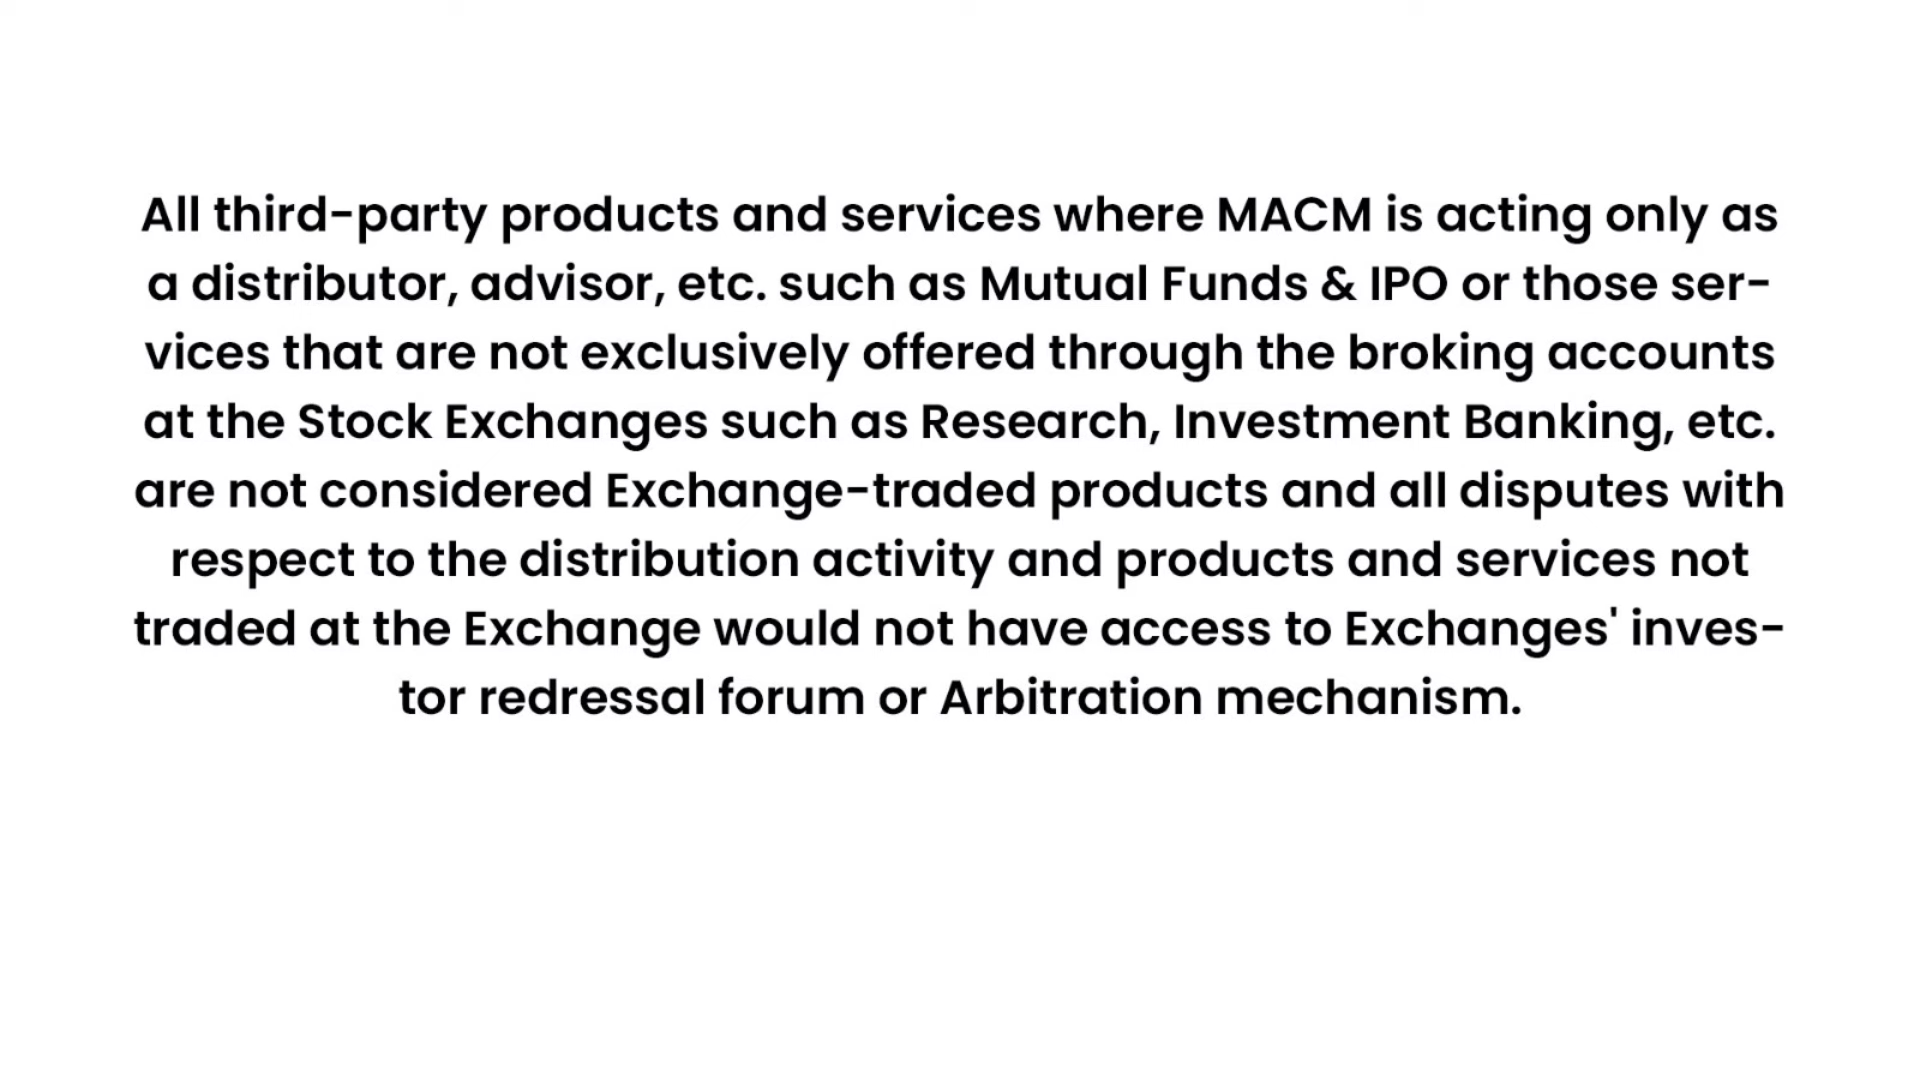 All third-party products and services where MACM is acting only as
a distributor, advisor, etc. such as Mutual Funds & IPO or those ser-
vices that are not exclusively offered through the broking accounts
at the Stock Exchanges such as Research, Investment Banking, etc.
are not considered Exchange-traded products and all disputes with
respect to the distribution activity and products and services not
traded at the Exchange would not have access to Exchanges' inves-
tor redressal forum or Arbitration mechanism.